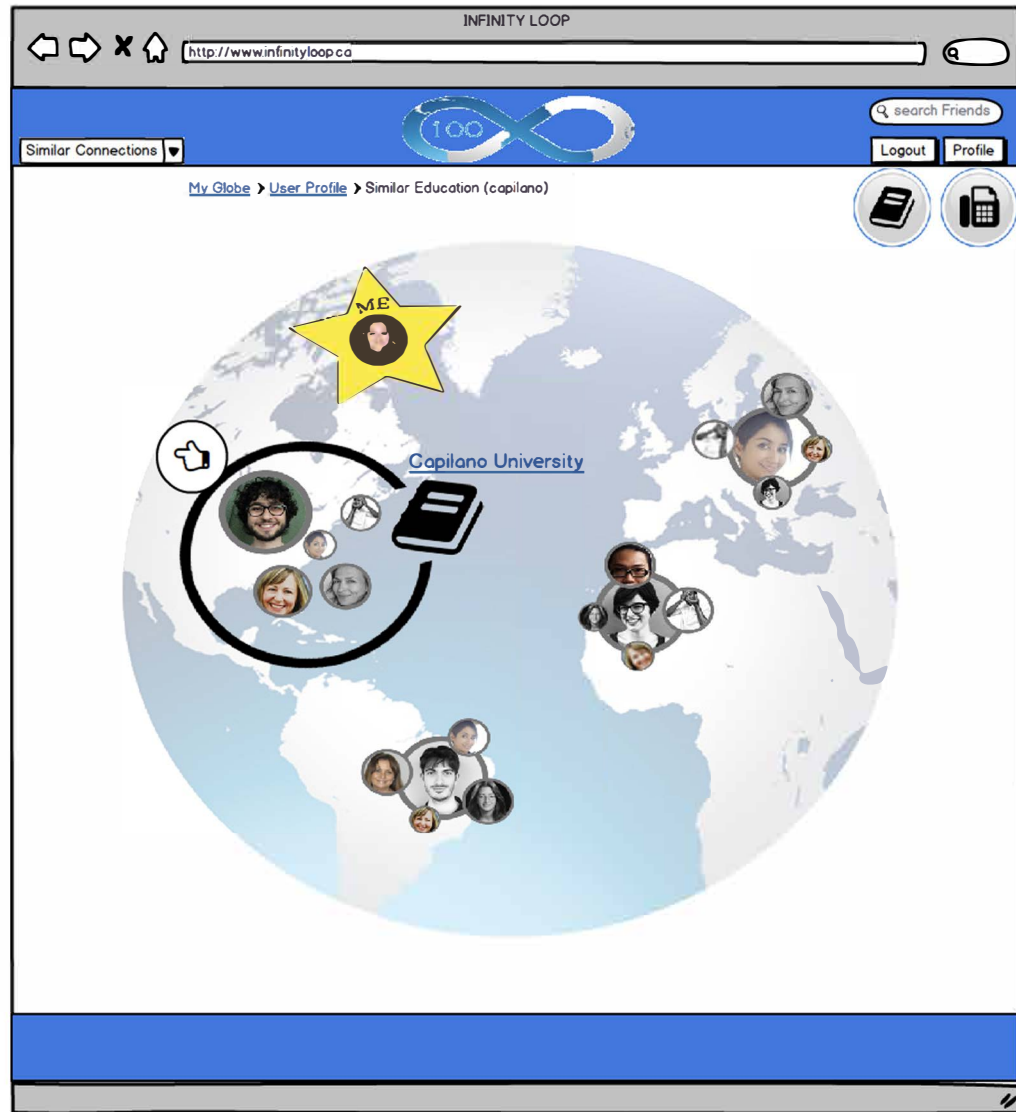 INFINITY LOOP
http://www.infinityloop.ca
search Friends
100
Similar Connections
Logout
Profile
My Globe > User Profile > Similar Education (capilano)
ME
Capilano University